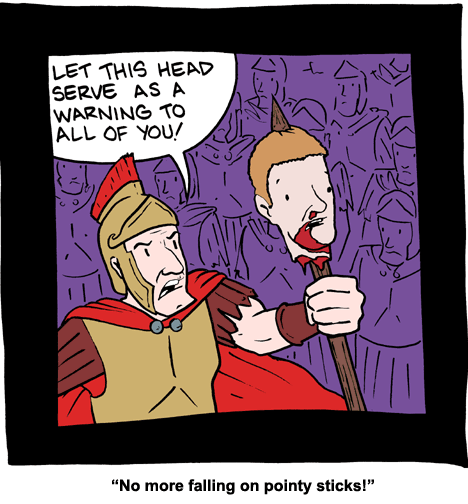 LET THIS HEAD
SERVE AS A
WARNING TO
ALL OF YOU!
“No more falling on pointy sticks!”